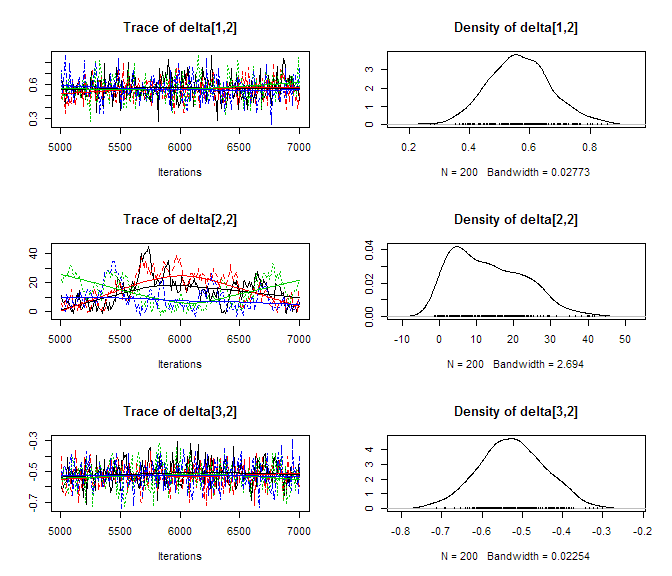 Trace of delta[1,2]
Density of delta[1,2]
0.3 0.6
0 1 2 3
5000 5500 6000 6500 7000
0.2 0.4 0.6 0.8
Iterations
N = 200 Bandwidth = 0.02773
Trace of delta[2,2]
Density of delta[2,2]
0 20 40
0.00 0.02 0.04
5000 5500 6000 6500 7000
-10 0 10 20 30 40 50
Iterations
N = 200 Bandwidth = 2.694
Trace of delta[3,2]
Density of delta[3,2]
-0.7 -0.5 -0.3
0 1 2 3 4
5000 5500 6000 6500 7000
-0.8 -0.7 -0.6 -0.5 -0.4 -0.3 -0.2
Iterations
N = 200 Bandwidth = 0.02254